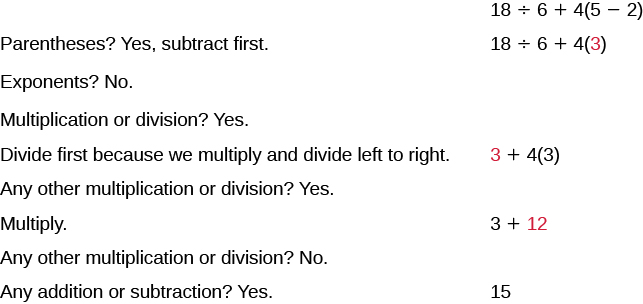 18 ÷ 6 + 4(5 − 2)
Parentheses? Yes, subtract first. 18 ÷ 6 + 4(3)
Exponents? No.
Multiplication or division? Yes.
Divide first because we multiply and divide left to right. 3 + 4(3)
Any other multiplication or division? Yes.
Multiply. 3 + 12
Any other multiplication or division? No.
Any addition or subtraction? Yes. 15